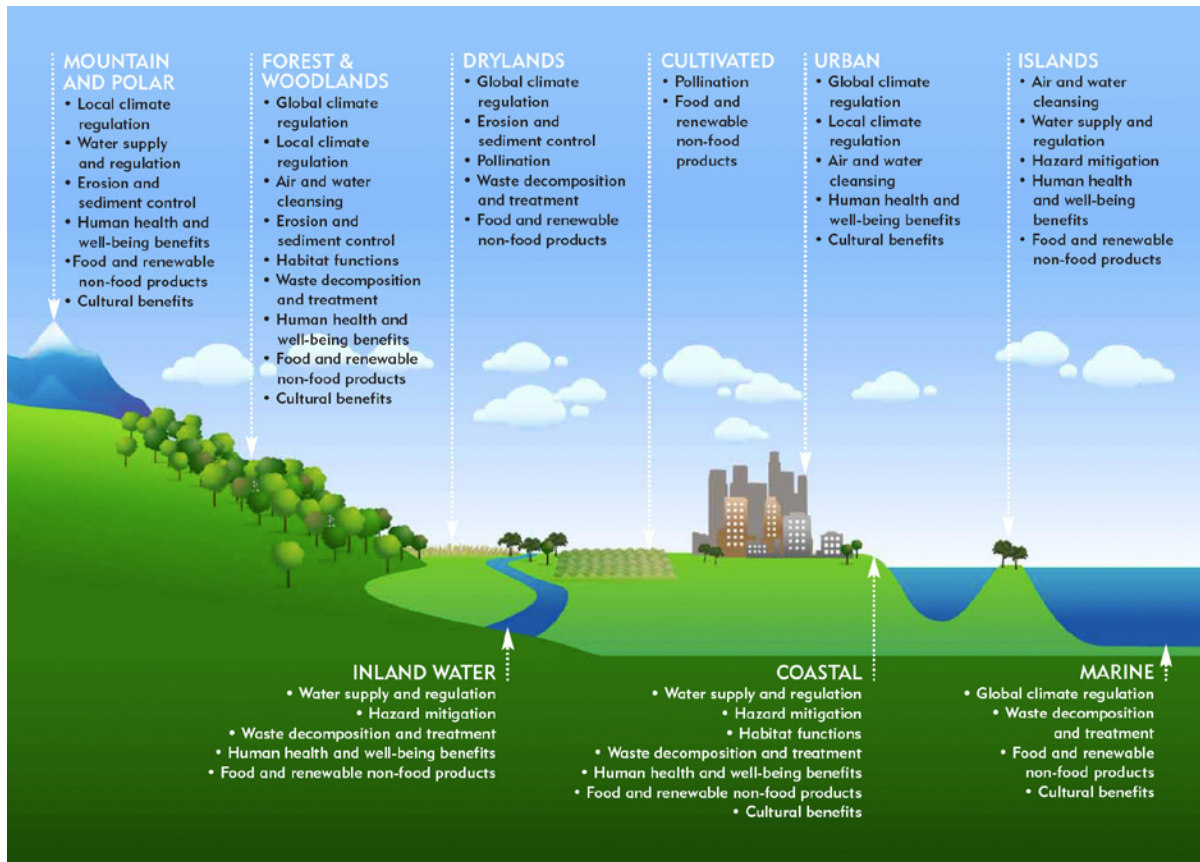 MOUNTAIN
AND POLAR
• Local climate
regulation
• Water supply
and regulation
• Erosion and
sediment control
• Human health and
well-being benefits
•Food and renewable
non-food products
• Cultural benefits
FOREST &
WOODLANDS
• Global climate
regulation
• Local climate
regulation
• Air and water
cleansing
• Erosion and
sediment control
• Habitat functions
• Waste decomposition
and treatment
• Human health and
well-being benefits
• Food and renewable
non-food products
• Cultural benefits
DRYLANDS
• Global climate
regulation
• Erosion and
sediment control
• Pollination
• Waste decomposition
and treatment
• Food and renewable
non-food products
CULTIVATED
• Pollination
• Food and
renewable
non-food
products
URBAN
• Global climate
regulation
• Local climate
regulation
• Air and water
cleansing
• Human health and
well-being benefits
• Cultural benefits
ISLANDS
• Air and water
cleansing
• Water supply and
regulation
• Hazard mitigation
• Human health
and well-being
benefits
• Food and renewable
non-food products
INLAND WATER
• Water supply and regulation
• Hazard mitigation
• Waste decomposition and treatment
• Human health and well-being benefits
• Food and renewable non-food products
COASTAL
• Water supply and regulation
• Hazard mitigation
• Habitat functions
• Waste decomposition and treatment
• Human health and well-being benefits
• Food and renewable non-food products
• Cultural benefits
MARINE
• Global climate regulation
• Waste decomposition
and treatment
• Food and renewable
non-food products
• Cultural benefits